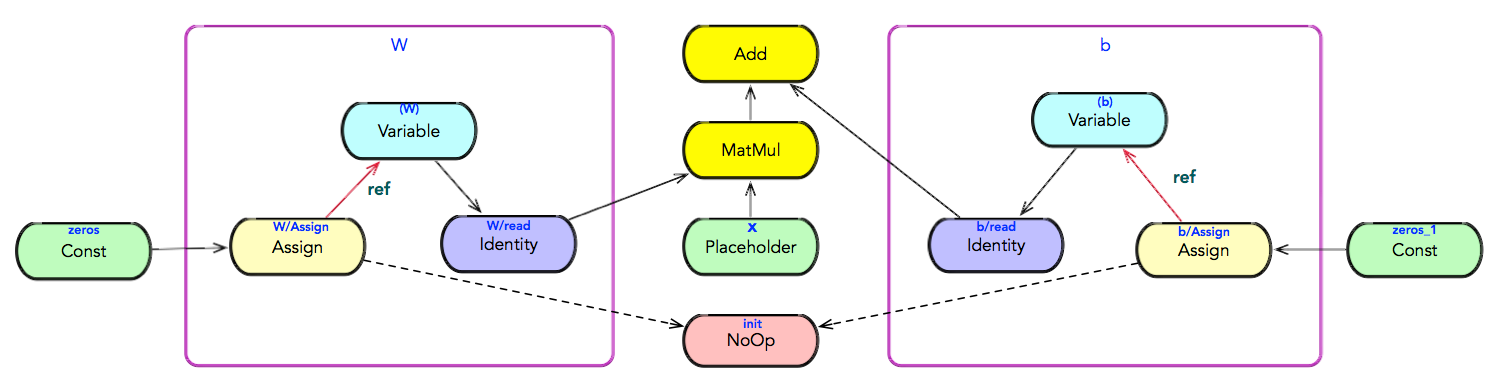 W
b
Add
(W)
Variable
(b)
Variable
MatMul
ref
ref
zeros
Const
W/Assign
Assign
W/read
Identity
x
Placeholder
b/read
Identity
b/Assign
Assign
zeros_1
Const
init
NoOp